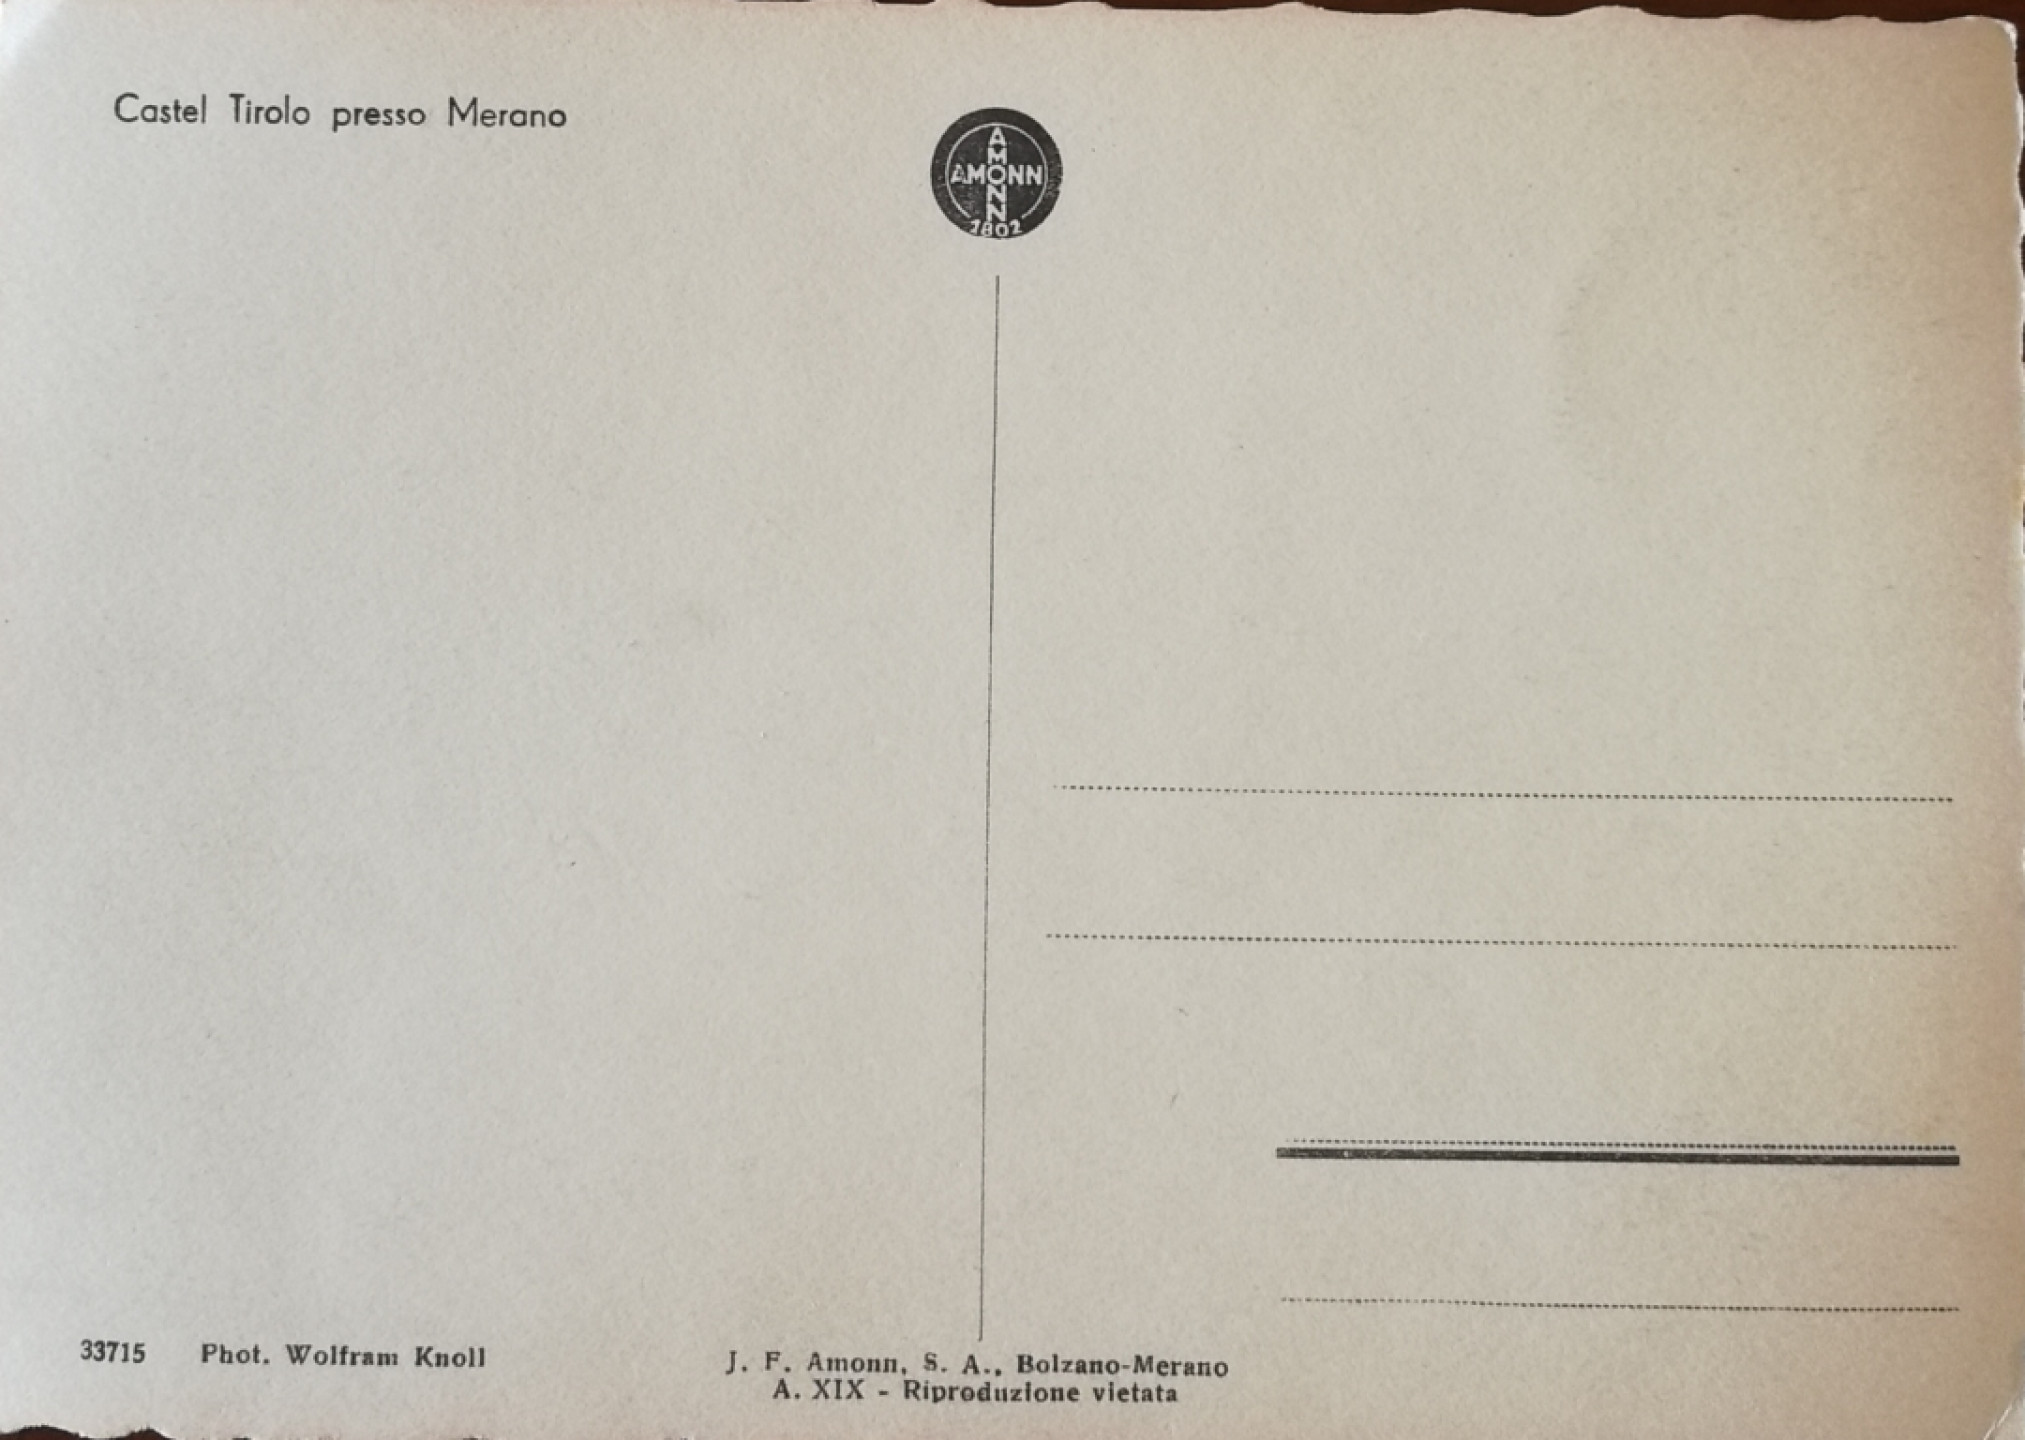 Castel Tirolo presso Merano
AMONN
AMONN
1802
33715 Phot. Wolfram Knoll
J. F. Amonn, S. A., Bolzano-Merano
A. XIX - Riproduzione vietata